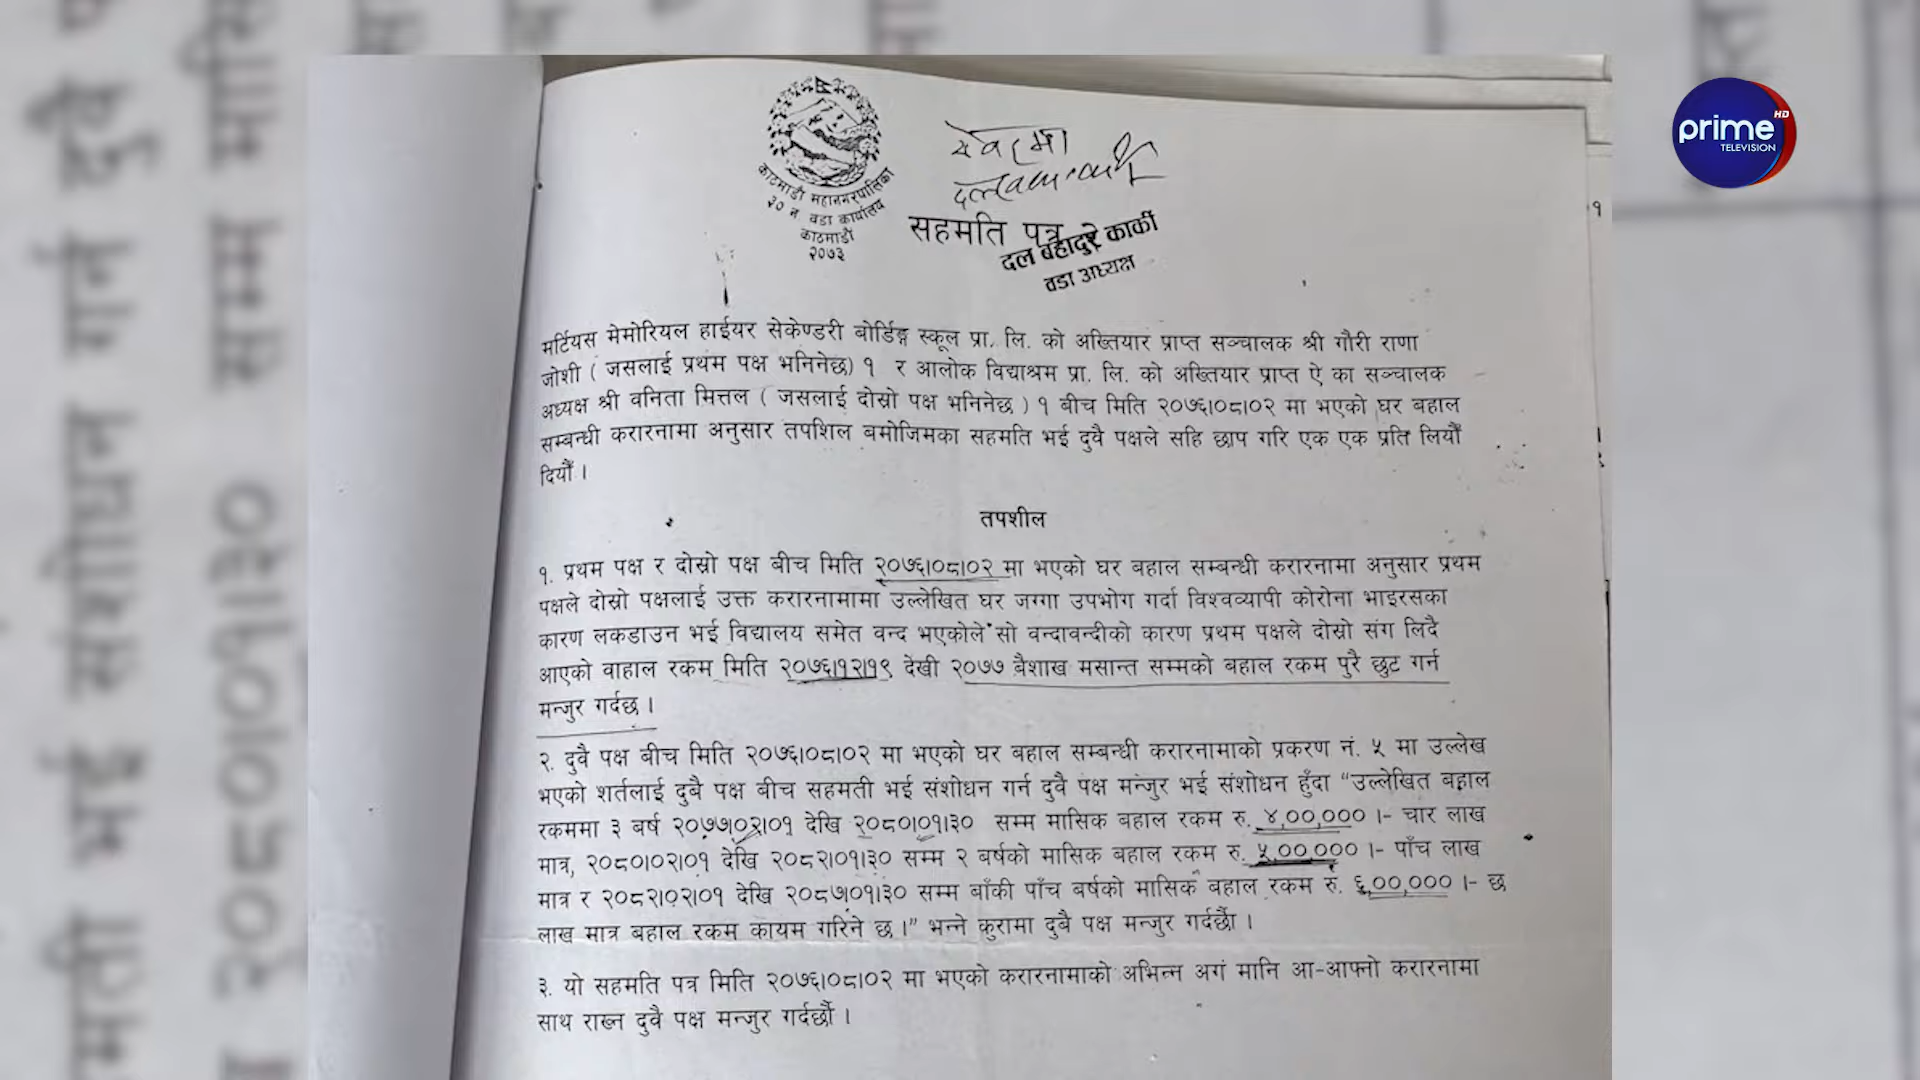 prime HD
TELEVISION
काठमाडौं महानगरपालिका
३० नं. वडा कार्यालय
काठमाडौं
२०७३
रोवरमा
सहमति पत्र
दल बहादुर कार्की
वडा अध्यक्ष
मर्टियस मेमोरियल हाईयर सेकेण्डरी बोर्डिङ्ग स्कूल प्रा. लि. को अख्तियार प्राप्त सञ्चालक श्री गौरी राणा
जोशी ( जसलाई प्रथम पक्ष भनिनेछ) १ र आलोक विद्याश्रम प्रा. लि. को अख्तियार प्राप्त ऐ का सञ्चालक
अध्यक्ष श्री वनिता मित्तल ( जसलाई दोस्रो पक्ष भनिनेछ ) १ बीच मिति २०७६।०८।०२ मा भएको घर बहाल
सम्बन्धी करारनामा अनुसार तपशिल बमोजिमका सहमति भई दुवै पक्षले सहि छाप गरि एक एक प्रति लियौं
दियौं ।
तपशील
१. प्रथम पक्ष र दोस्रो पक्ष बीच मिति २०७६।०८।०२ मा भएको घर बहाल सम्बन्धी करारनामा अनुसार प्रथम
पक्षले दोस्रो पक्षलाई उक्त करारनामामा उल्लेखित घर जग्गा उपभोग गर्दा विश्वव्यापी कोरोना भाइरसका
कारण लकडाउन भई विद्यालय समेत वन्द भएकोले सो वन्दावन्दीको कारण प्रथम पक्षले दोस्रो संग लिदै
आएको वाहाल रकम मिति २०७६।१२।१९ देखी २०७७ बैशाख मसान्त सम्मको बहाल रकम पुरै छुट गर्न
मन्जुर गर्दछ ।
२. दुवै पक्ष बीच मिति २०७६।०८।०२ मा भएको घर बहाल सम्बन्धी करारनामाको प्रकरण नं. ५ मा उल्लेख
भएको शर्तलाई दुबै पक्ष बीच सहमती भई संशोधन गर्न दुवै पक्ष मन्जुर भई संशोधन हुँदा "उल्लेखित बहाल
रकममा ३ बर्ष २०७७।०२।०१ देखि २०८०।०१।३० सम्म मासिक बहाल रकम रु. ४,००,००० ।- चार लाख
मात्र, २०८०।०२।०१ देखि २०८२।०१।३० सम्म २ बर्षको मासिक बहाल रकम रु. ५,००,००० ।- पाँच लाख
मात्र र २०८२।०२।०१ देखि २०८७।०१।३० सम्म बाँकी पाँच बर्षको मासिक बहाल रकम रु. ६,००,००० ।- छ
लाख मात्र बहाल रकम कायम गरिने छ ।" भन्ने कुरामा दुबै पक्ष मन्जुर गर्दर्छौ ।
३. यो सहमति पत्र मिति २०७६।०८।०२ मा भएको करारनामाको अभिन्न अगं मानि आ-आफ्नो करारनामा
साथ राख्न दुवै पक्ष मन्जुर गर्दर्छौं ।